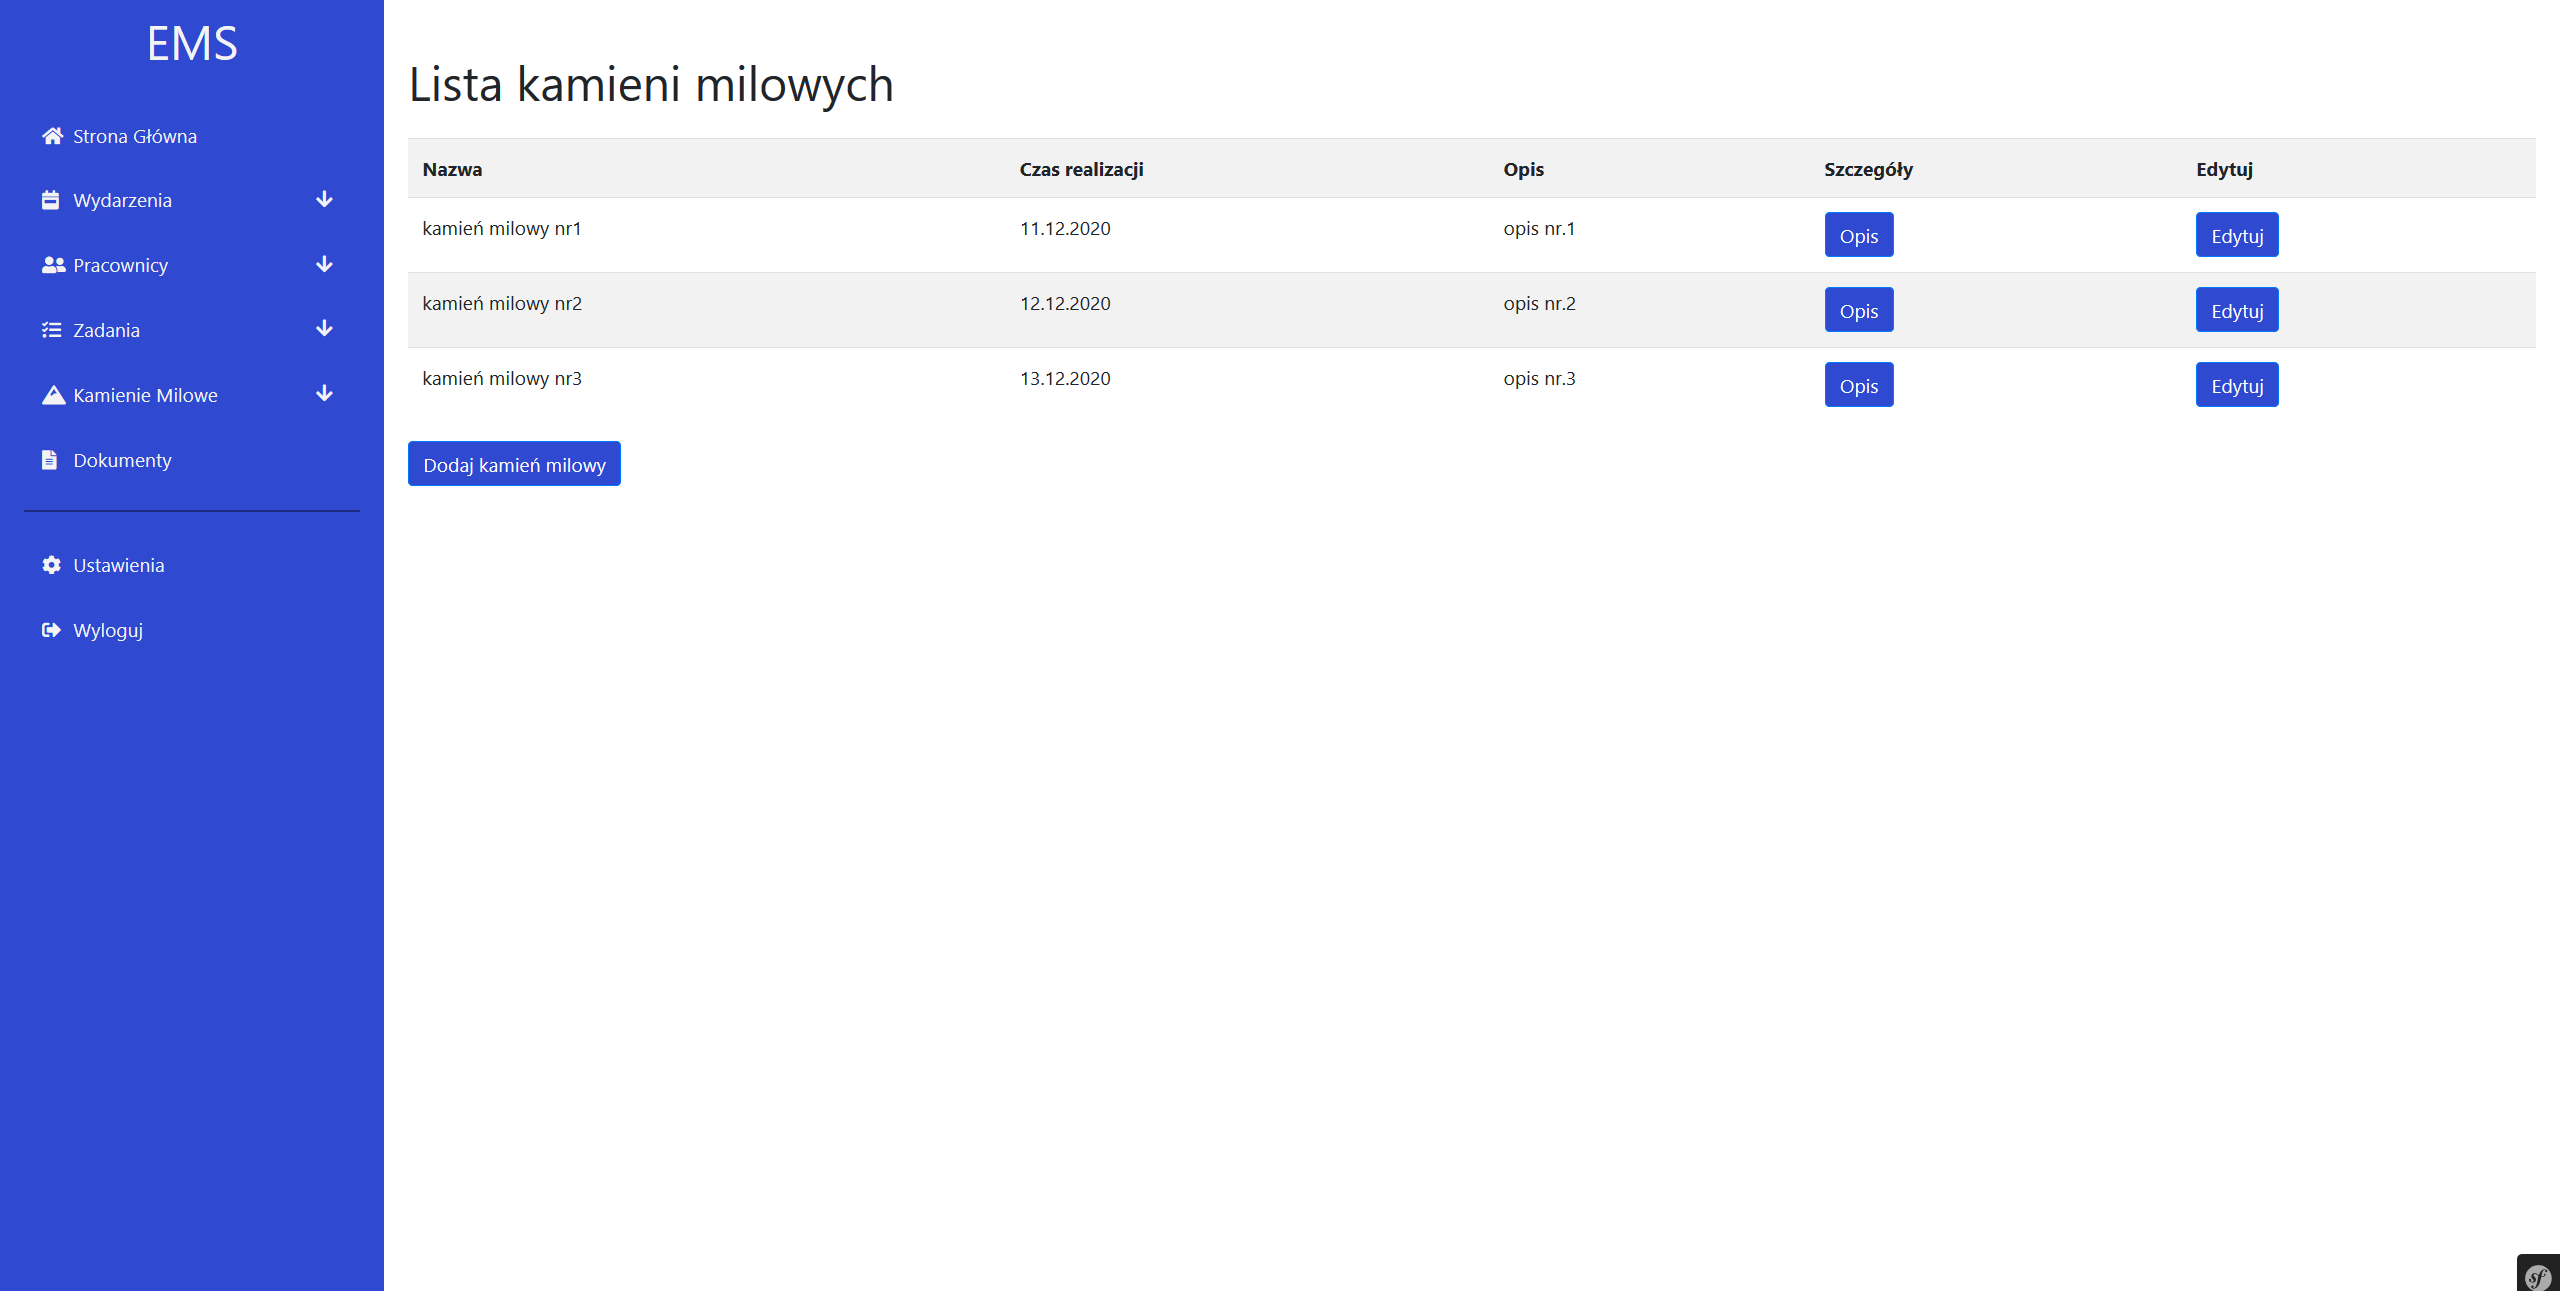 EMS
Strona Główna
Wydarzenia
Pracownicy
Zadania
Kamienie Milowe
Dokumenty
Ustawienia
Wyloguj
Lista kamieni milowych
Nazwa Czas realizacji Opis Szczegóły Edytuj
kamień milowy nr1 11.12.2020 opis nr.1 Opis Edytuj
kamień milowy nr2 12.12.2020 opis nr.2 Opis Edytuj
kamień milowy nr3 13.12.2020 opis nr.3 Opis Edytuj
Dodaj kamień milowy
sf